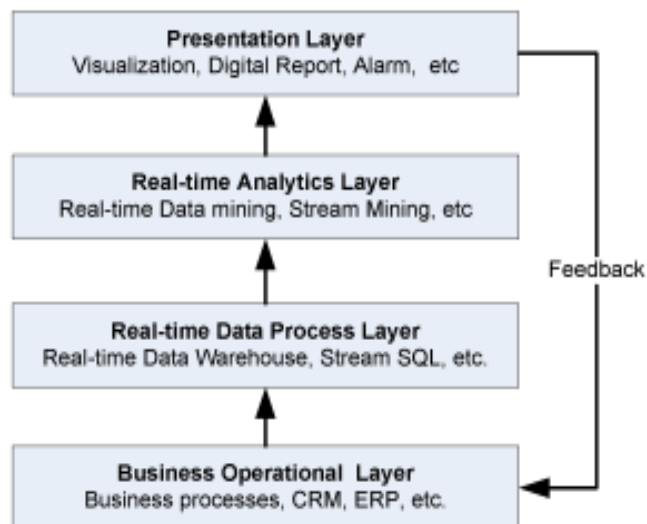 Presentation Layer
Visualization, Digital Report, Alarm, etc
Real-time Analytics Layer
Real-time Data mining, Stream Mining, etc
Feedback
Real-time Data Process Layer
Real-time Data Warehouse, Stream SQL, etc.
Business Operational Layer
Business processes, CRM, ERP, etc.